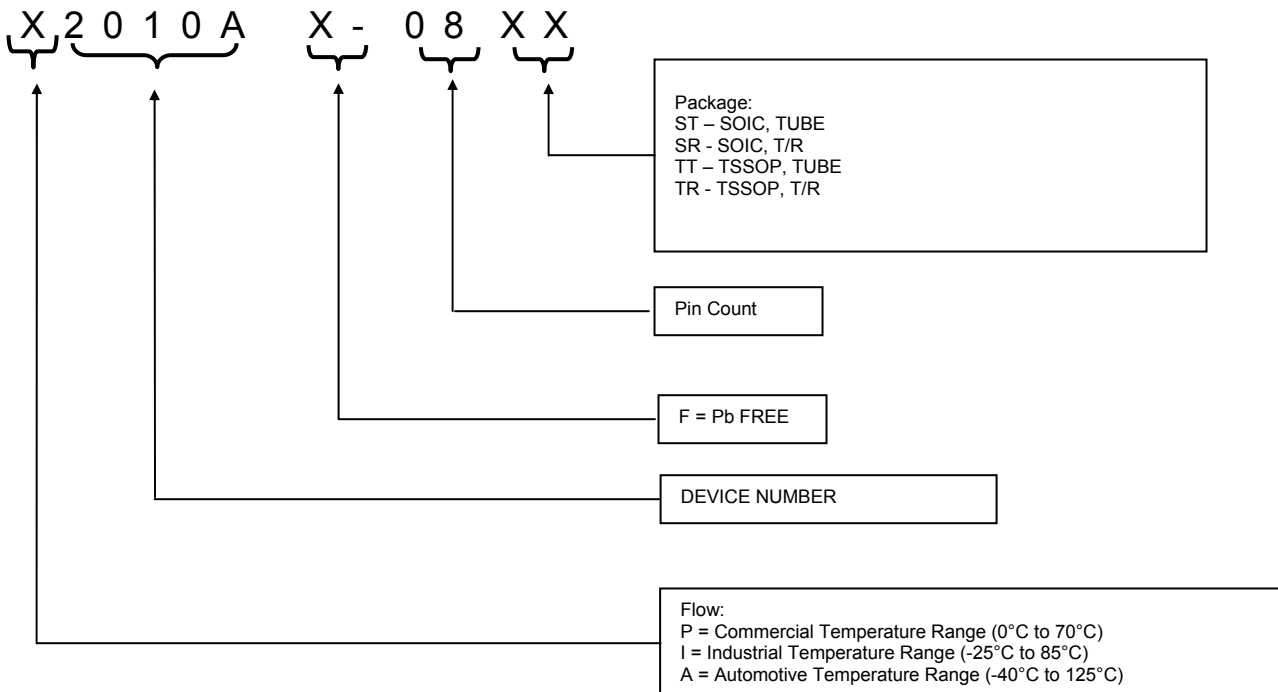 X 2 0 1 0 A X - 0 8 X X
Package:
ST – SOIC, TUBE
SR - SOIC, T/R
TT – TSSOP, TUBE
TR - TSSOP, T/R
Pin Count
F = Pb FREE
DEVICE NUMBER
Flow:
P = Commercial Temperature Range (0°C to 70°C)
I = Industrial Temperature Range (-25°C to 85°C)
A = Automotive Temperature Range (-40°C to 125°C)